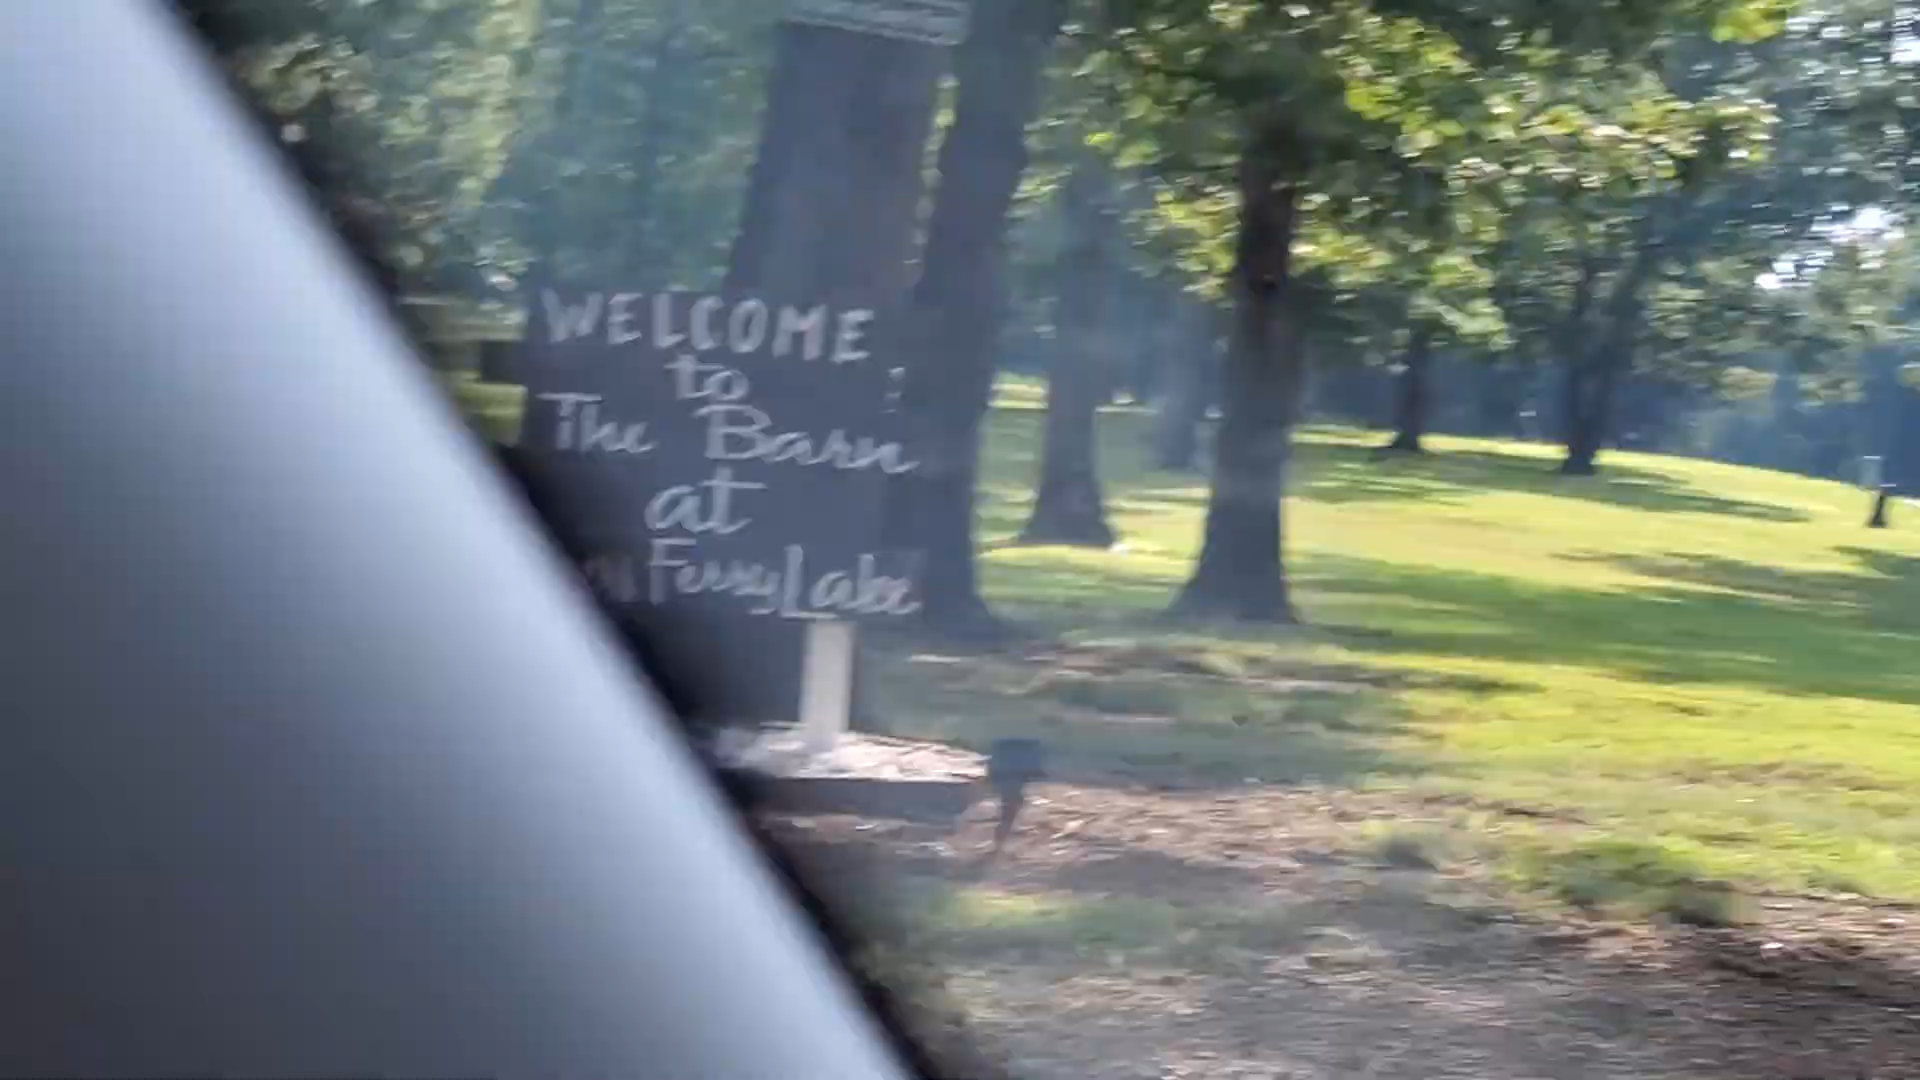 WELCOME
to
The Barn
at
Ferry Lake